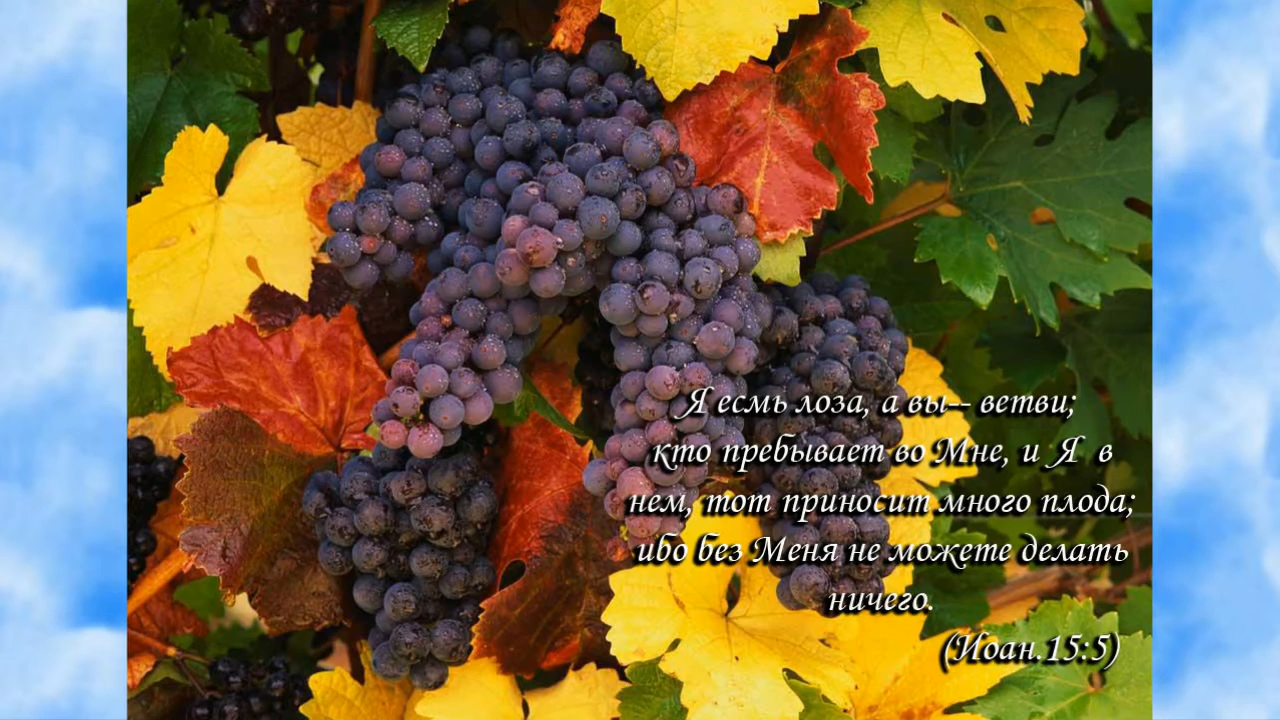 Я есмь лоза, а вы– ветви;
кто пребывает во Мне, и Я в
нем, тот приносит много плода;
ибо без Меня не можете делать
ничего.
(Иоан.15:5)